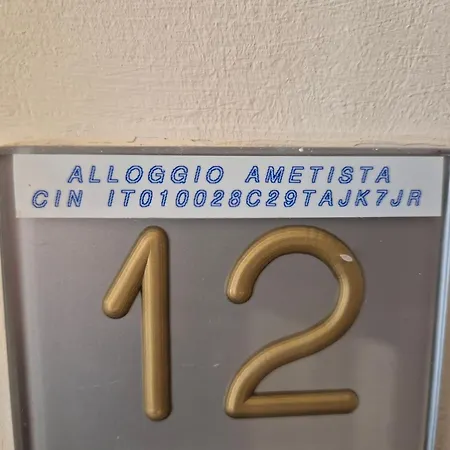 ALLOGGIO AMETISTA
CIN IT010028C29TAJK7JR
12